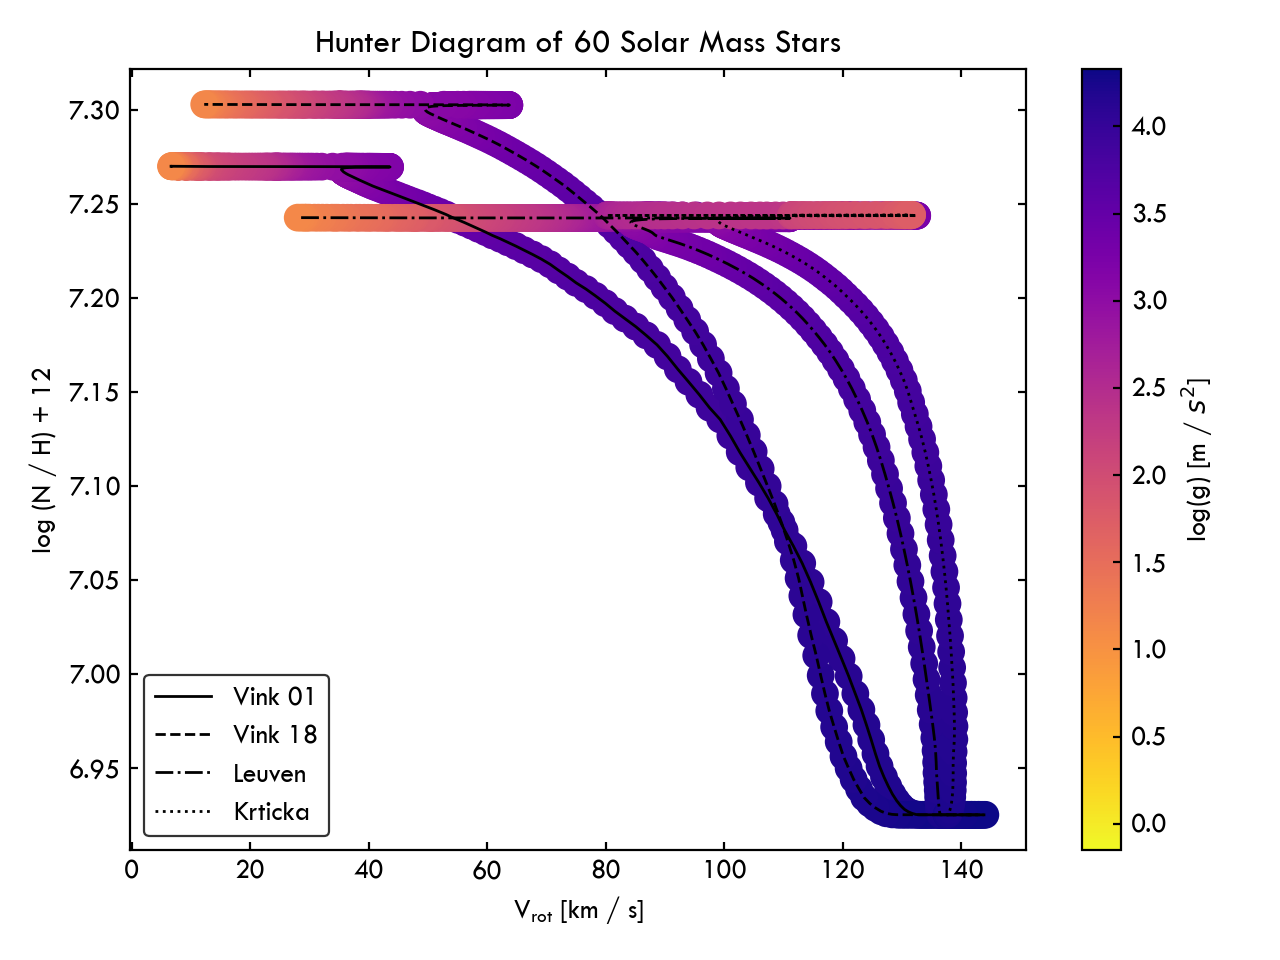 Hunter Diagram of 60 Solar Mass Stars
7.30
7.25
7.20
7.15
7.10
7.05
7.00
6.95
log (N / H) + 12
Vink 01
Vink 18
Leuven
Krticka
0 20 40 60 80 100 120 140
V_rot [km / s]
4.0
3.5
3.0
2.5
2.0
1.5
1.0
0.5
0.0
log(g) [m / s²]